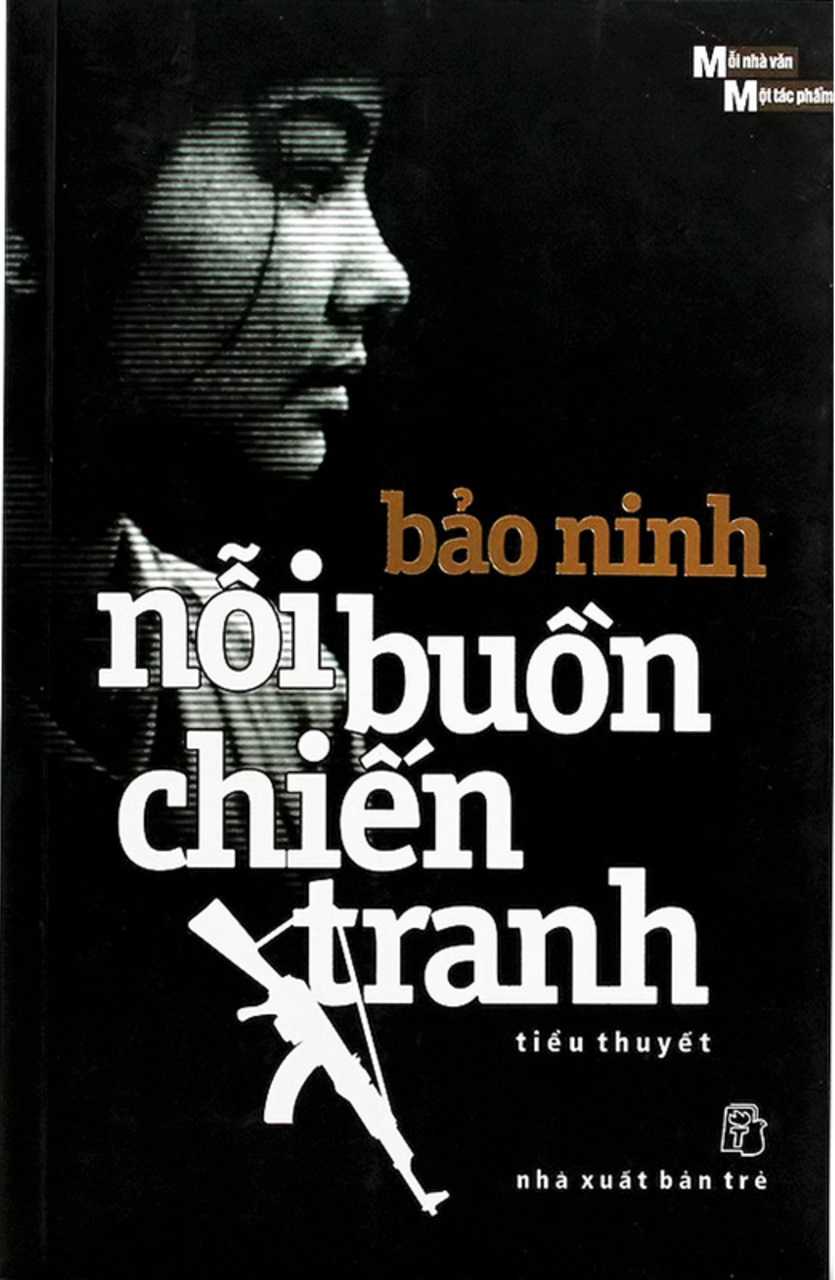 Mỗi nhà văn
Một tác phẩm
bảo ninh
nỗi buồn
chiến
tranh
tiểu thuyết
T
nhà xuất bản trẻ